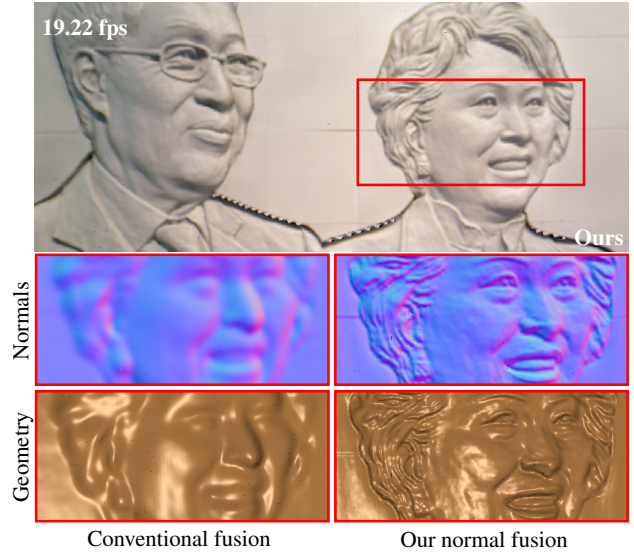 19.22 fps
Ours
Normals
Geometry
Conventional fusion
Our normal fusion